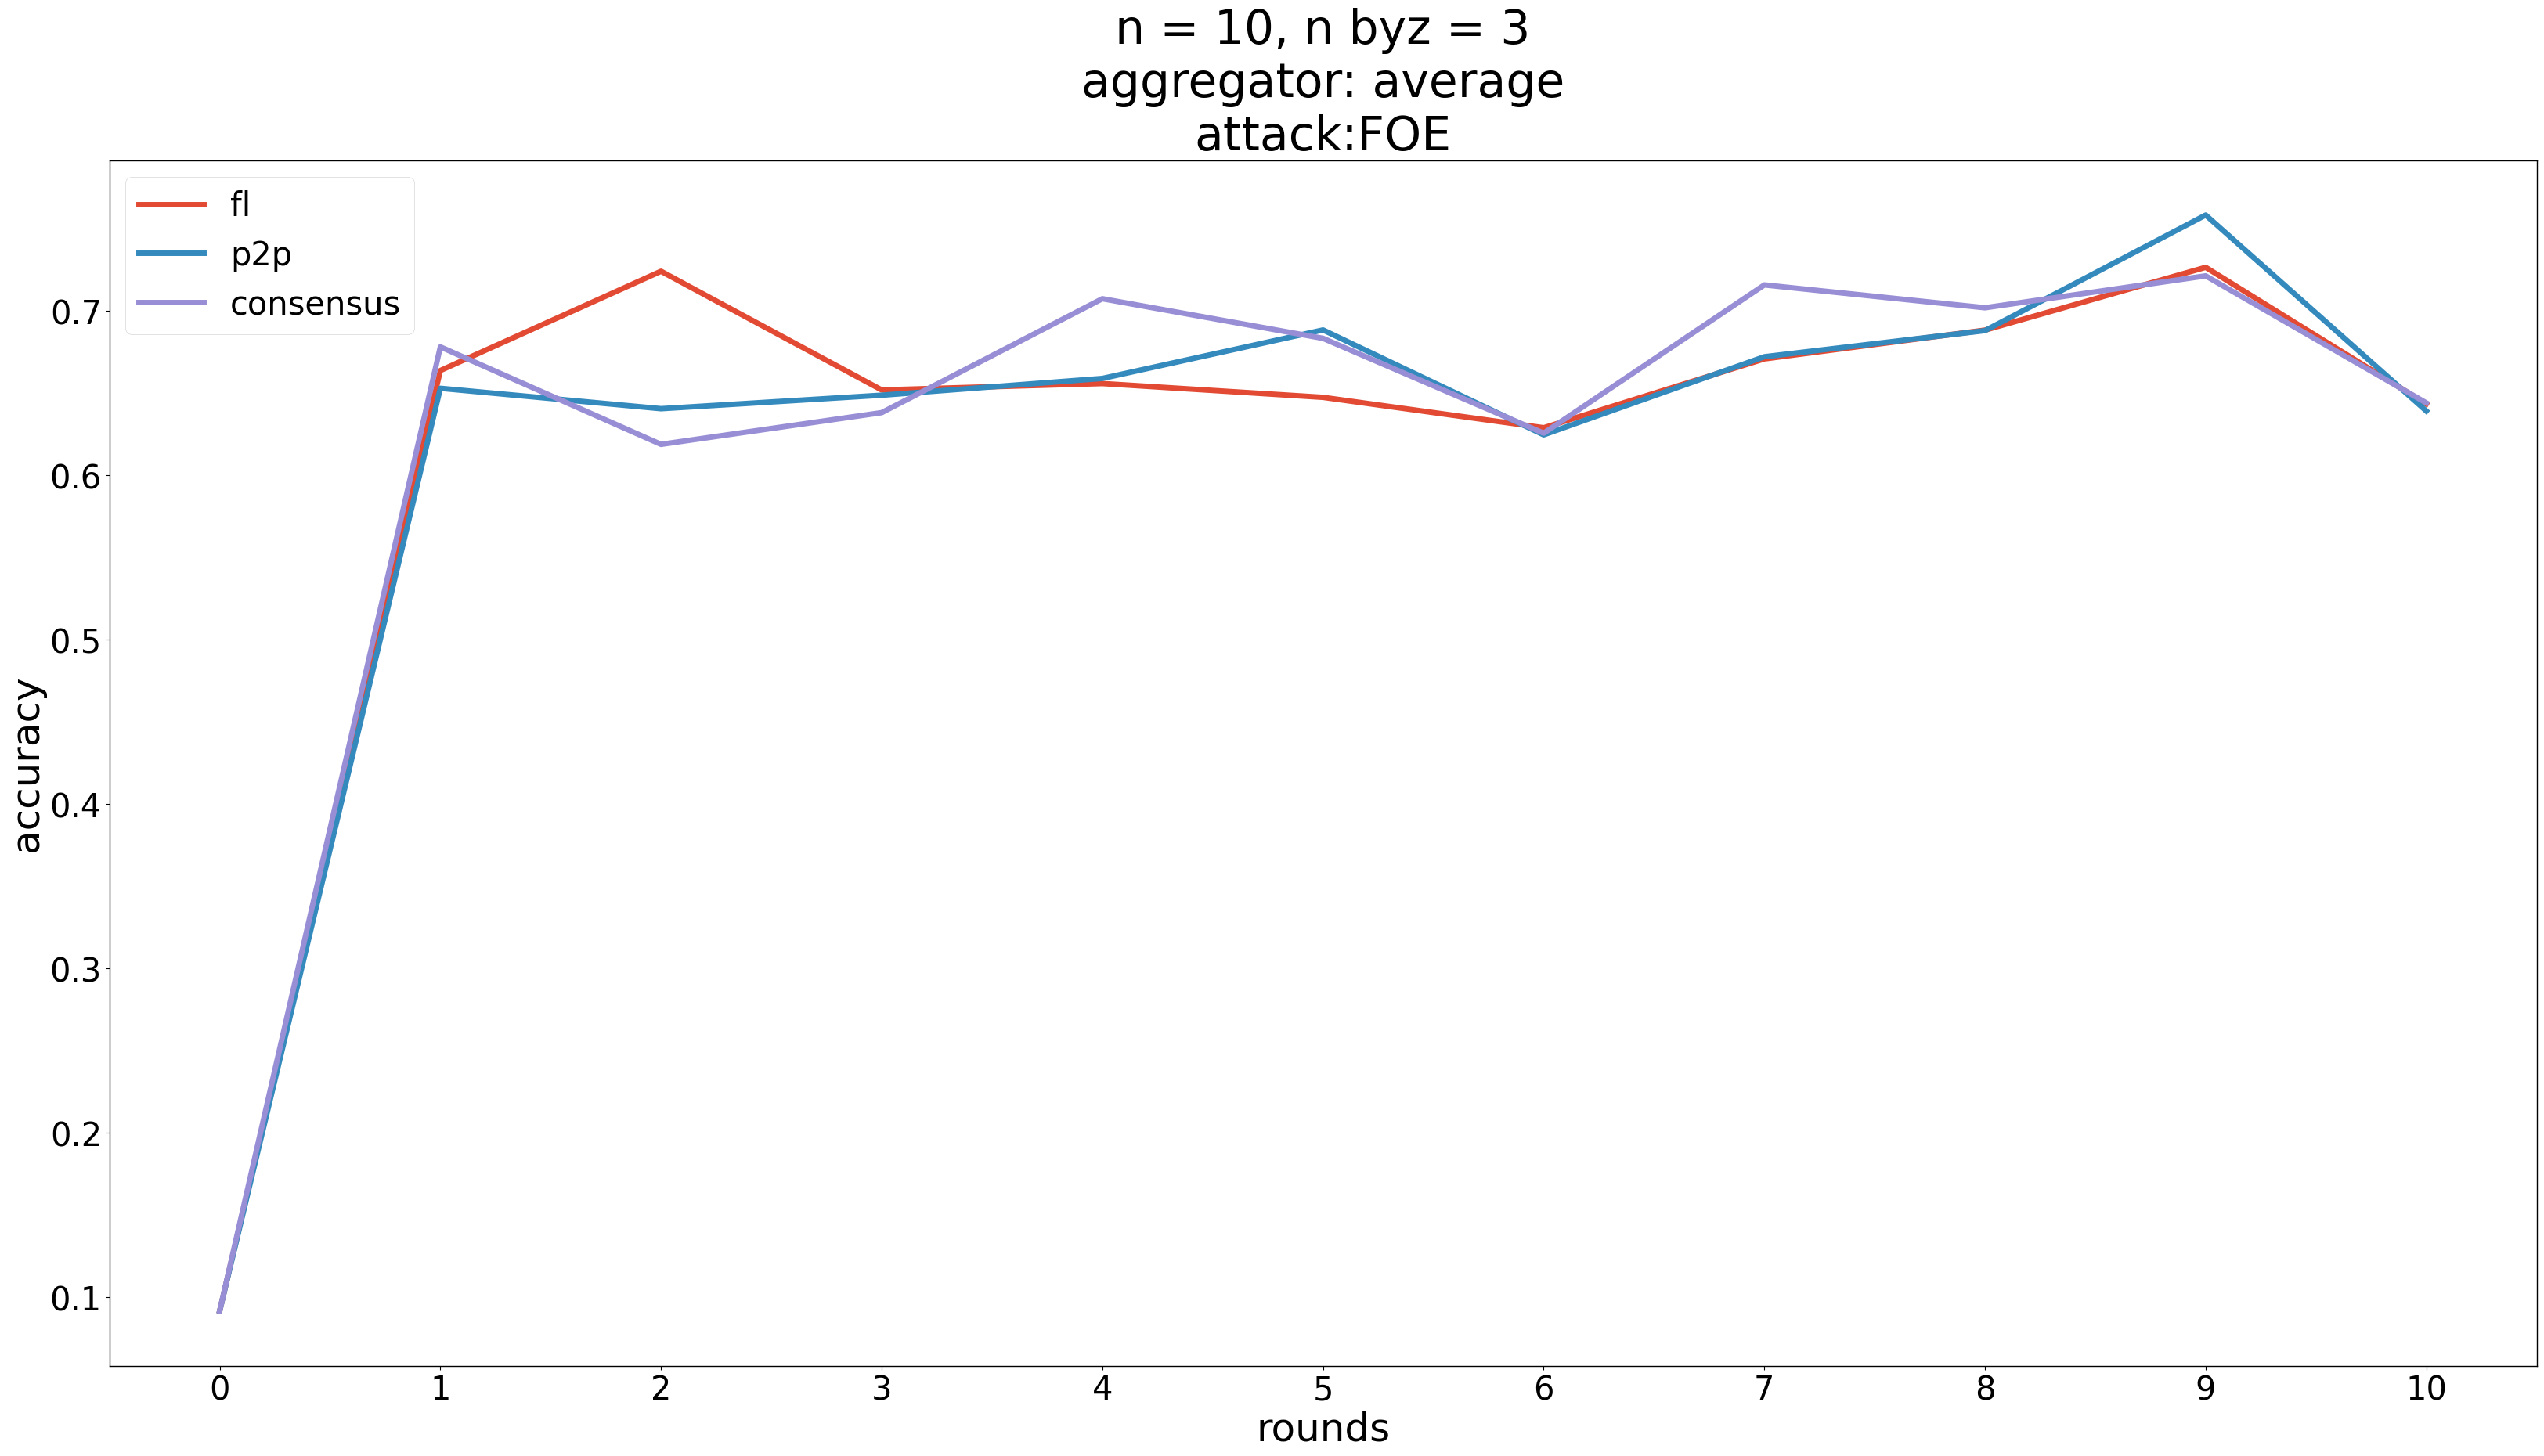 n = 10, n byz = 3
aggregator: average
attack:FOE
fl
p2p
consensus
0.7
0.6
0.5
0.4
0.3
0.2
0.1
accuracy
0 1 2 3 4 5 6 7 8 9 10
rounds